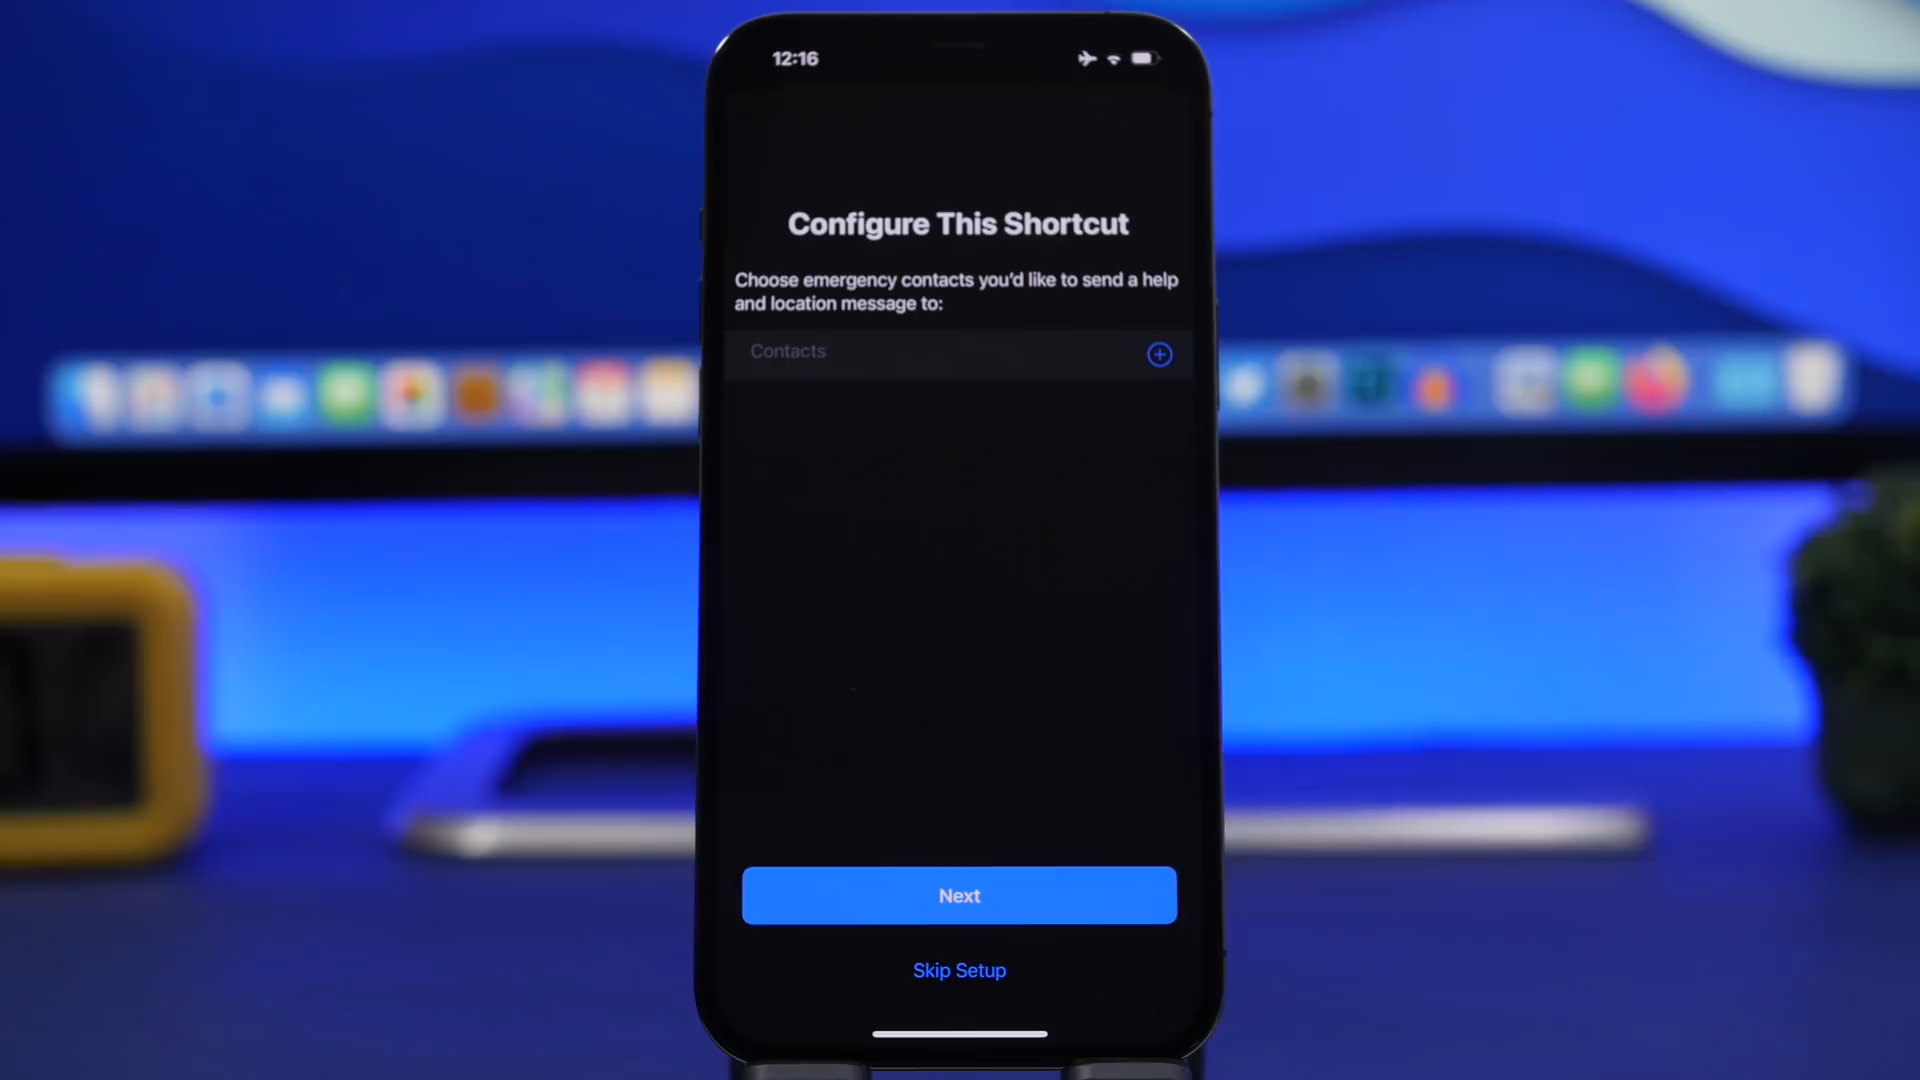 12:16
Configure This Shortcut
Choose emergency contacts you'd like to send a help
and location message to:
Contacts
Next
Skip Setup